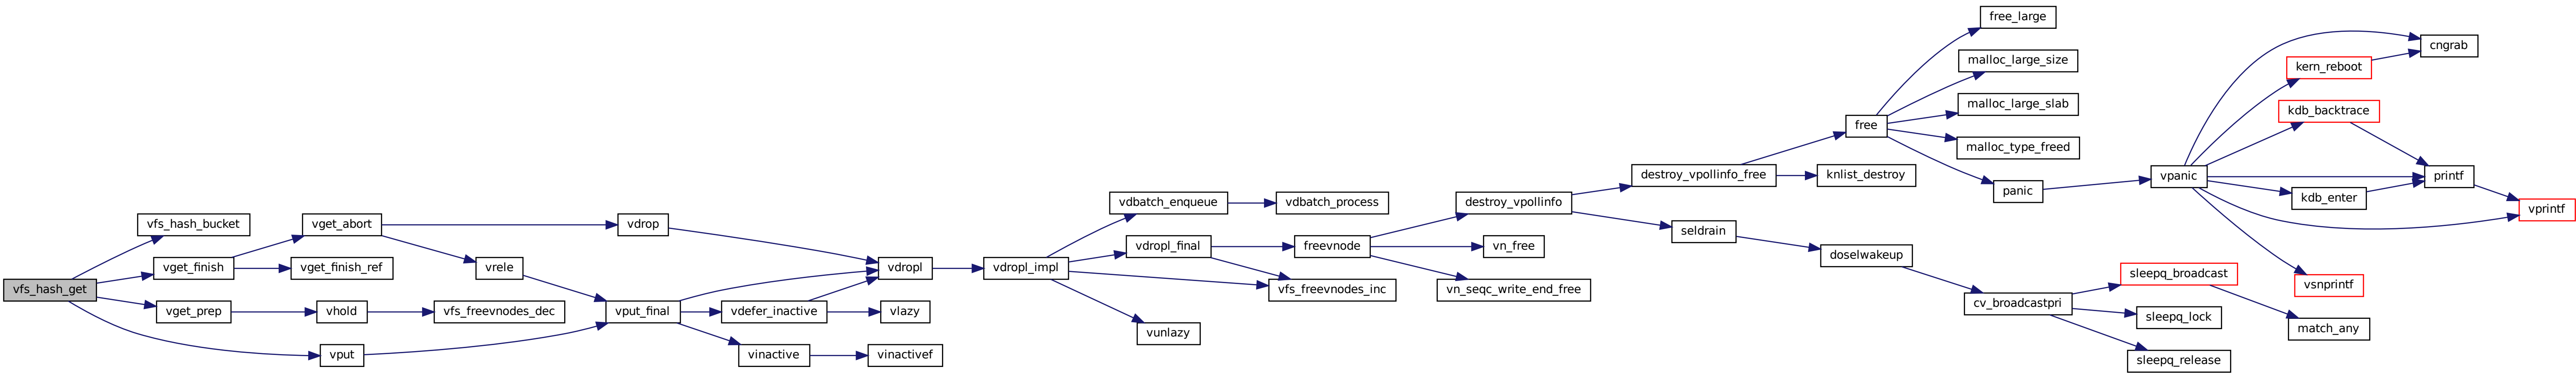 vfs_hash_get
vfs_hash_bucket
vget_finish
vget_prep
vput
vget_abort
vget_finish_ref
vhold
vrele
vfs_freevnodes_dec
vdrop
vput_final
vdefer_inactive
vinactive
vdropl
vlazy
vinactivef
vdropl_impl
vdbatch_enqueue
vdropl_final
vunlazy
vdbatch_process
freevnode
vfs_freevnodes_inc
destroy_vpollinfo
vn_free
vn_seqc_write_end_free
destroy_vpollinfo_free
seldrain
free
knlist_destroy
doselwakeup
free_large
malloc_large_size
malloc_large_slab
malloc_type_freed
panic
cv_broadcastpri
vpanic
sleepq_broadcast
sleepq_lock
sleepq_release
cngrab
kern_reboot
kdb_backtrace
kdb_enter
vsnprintf
match_any
printf
vprintf